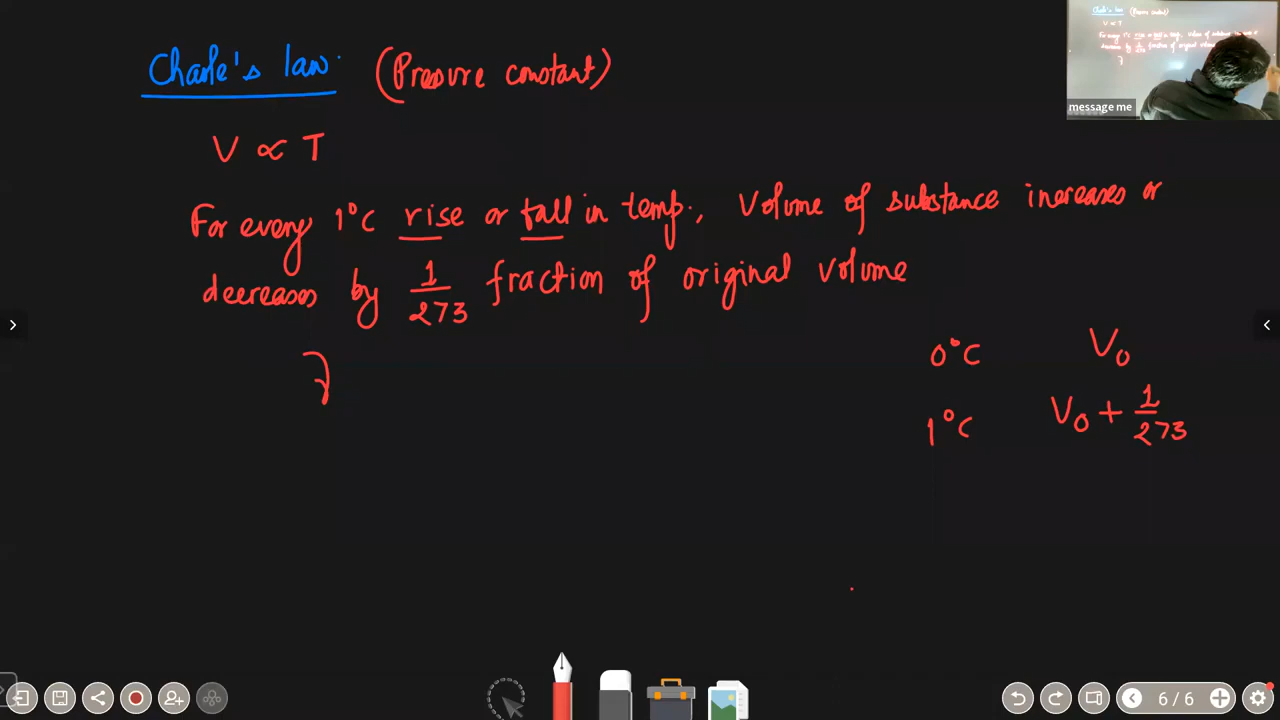 Charle's law (Pressure constant)
V ∝ T
For every 1°C rise or fall in temp., Volume of substance increases or
decreases by 1/273 fraction of original volume
0°C V₀
1°C V₀ + 1/273
message me
6/6